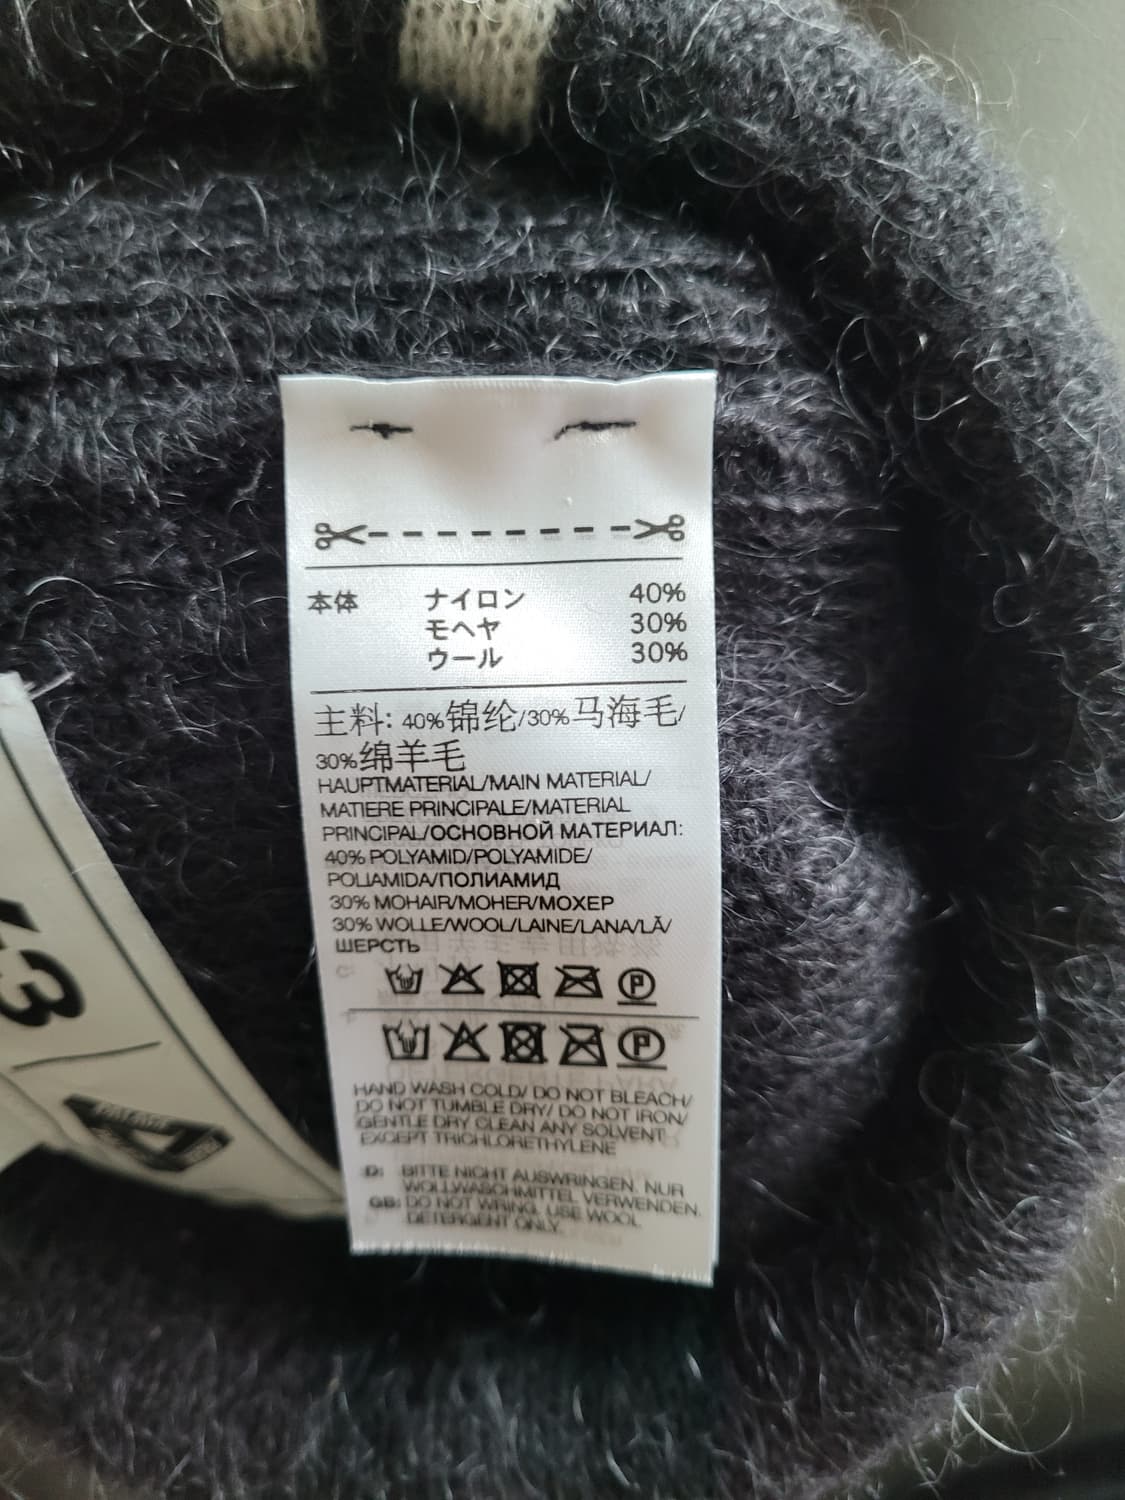 本体 ナイロン 40%
モヘヤ 30%
ウール 30%
主料: 40%锦纶/30%马海毛/
30%绵羊毛
HAUPTMATERIAL/MAIN MATERIAL/
MATIERE PRINCIPALE/MATERIAL
PRINCIPAL/ОСНОВНОЙ МАТЕРИАЛ:
40% POLYAMID/POLYAMIDE/
POLIAMIDA/ПОЛИАМИД
30% MOHAIR/MOHER/МОХЕР
30% WOLLE/WOOL/LAINE/LANA/LÃ/
ШЕРСТЬ
C:
P
P
HAND WASH COLD/ DO NOT BLEACH/
DO NOT TUMBLE DRY/ DO NOT IRON/
GENTLE DRY CLEAN ANY SOLVENT
EXCEPT TRICHLORETHYLENE
D: BITTE NICHT AUSWRINGEN. NUR
WOLLWASCHMITTEL VERWENDEN.
GB: DO NOT WRING. USE WOOL
DETERGENT ONLY.
PALACE